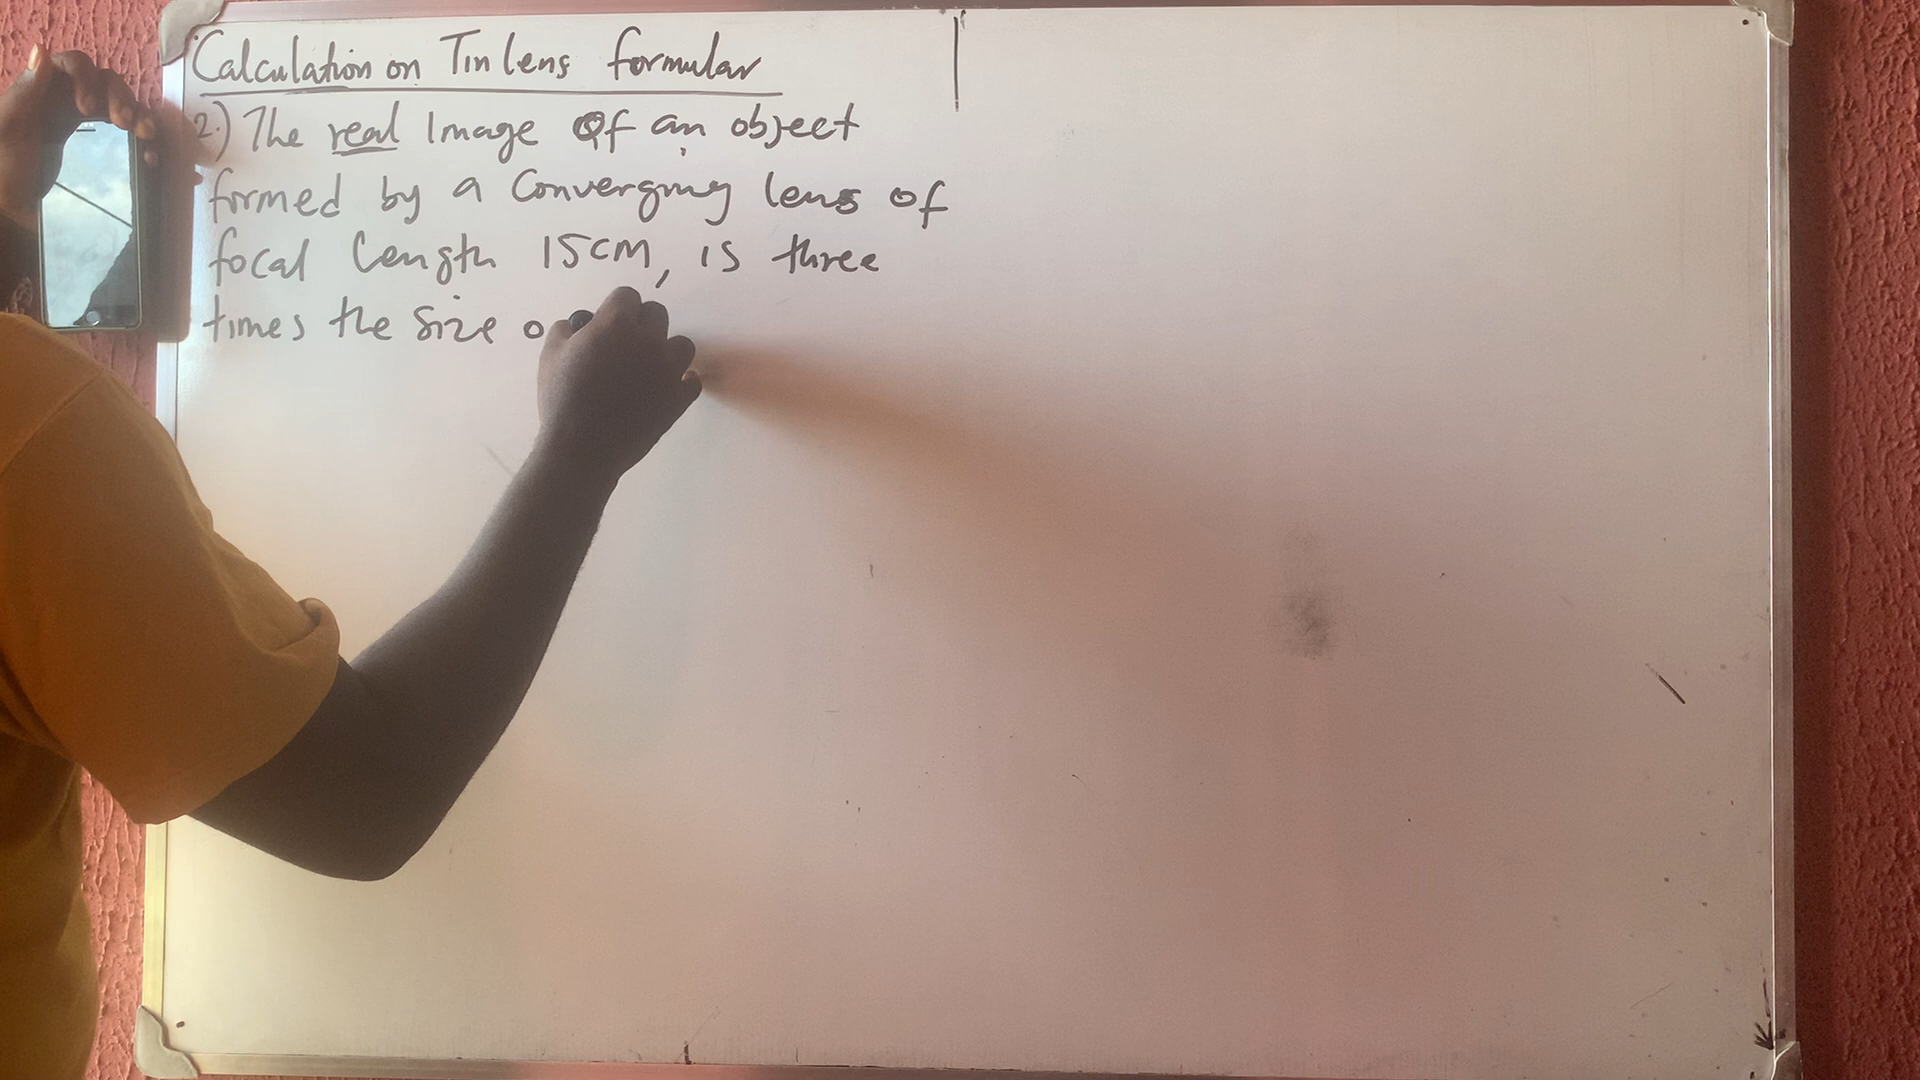 Calculation on Tin lens formular
2.) The real Image Of an object
formed by a Converging lens of
focal length 15cm, is three
times the size o